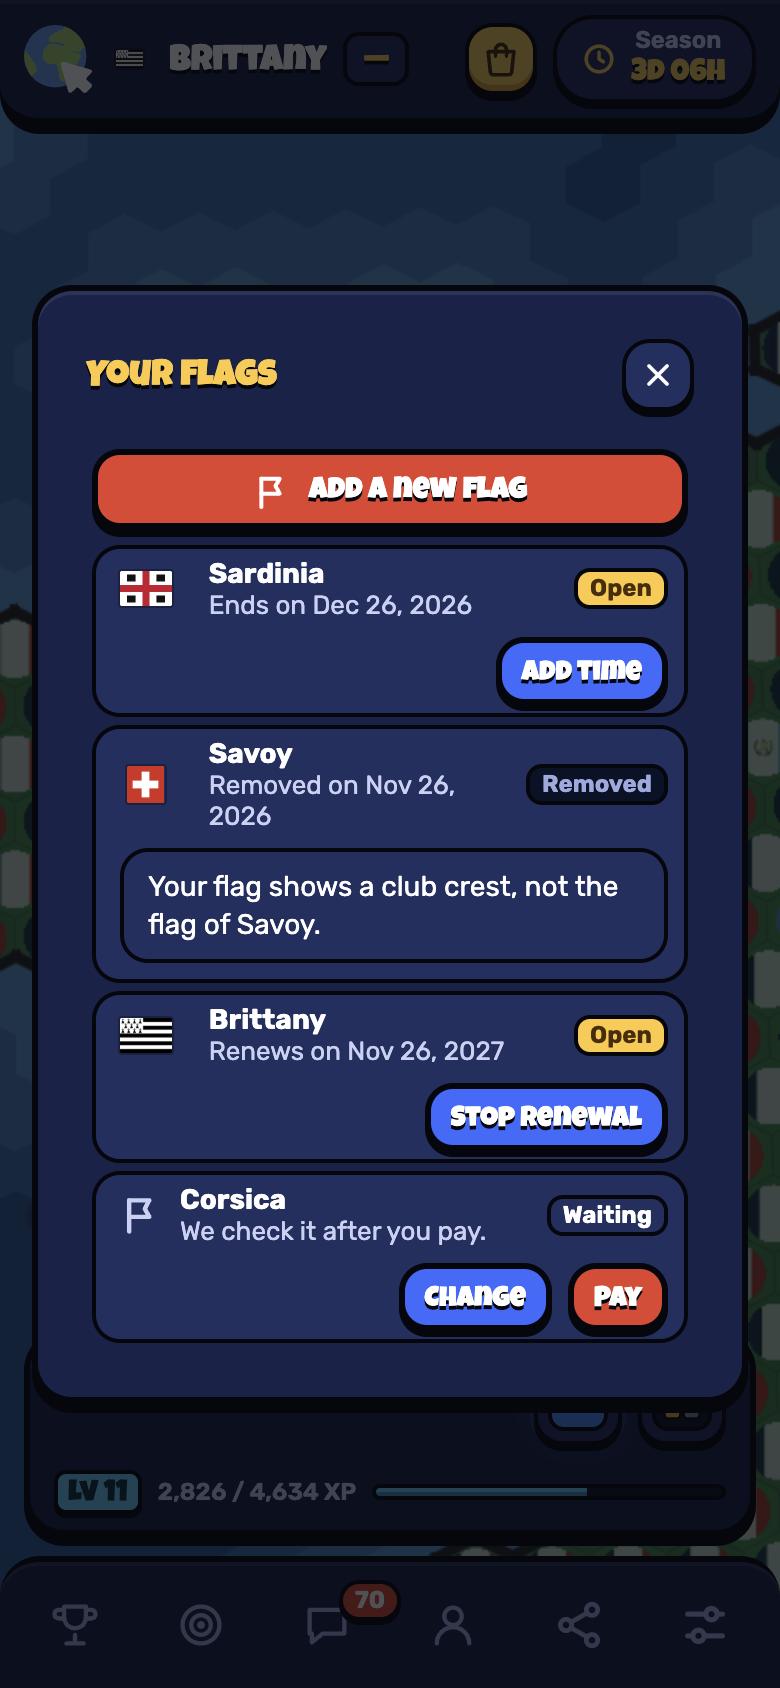 BRITTANY
Season
3D 06H
YOUR FLAGS
ADD A NEW FLAG
Sardinia
Ends on Dec 26, 2026
Open
ADD TIME
Savoy
Removed on Nov 26,
2026
Removed
Your flag shows a club crest, not the
flag of Savoy.
Brittany
Renews on Nov 26, 2027
Open
STOP RENEWAL
Corsica
We check it after you pay.
Waiting
CHANGE
PAY
LV 11
2,826 / 4,634 XP
70